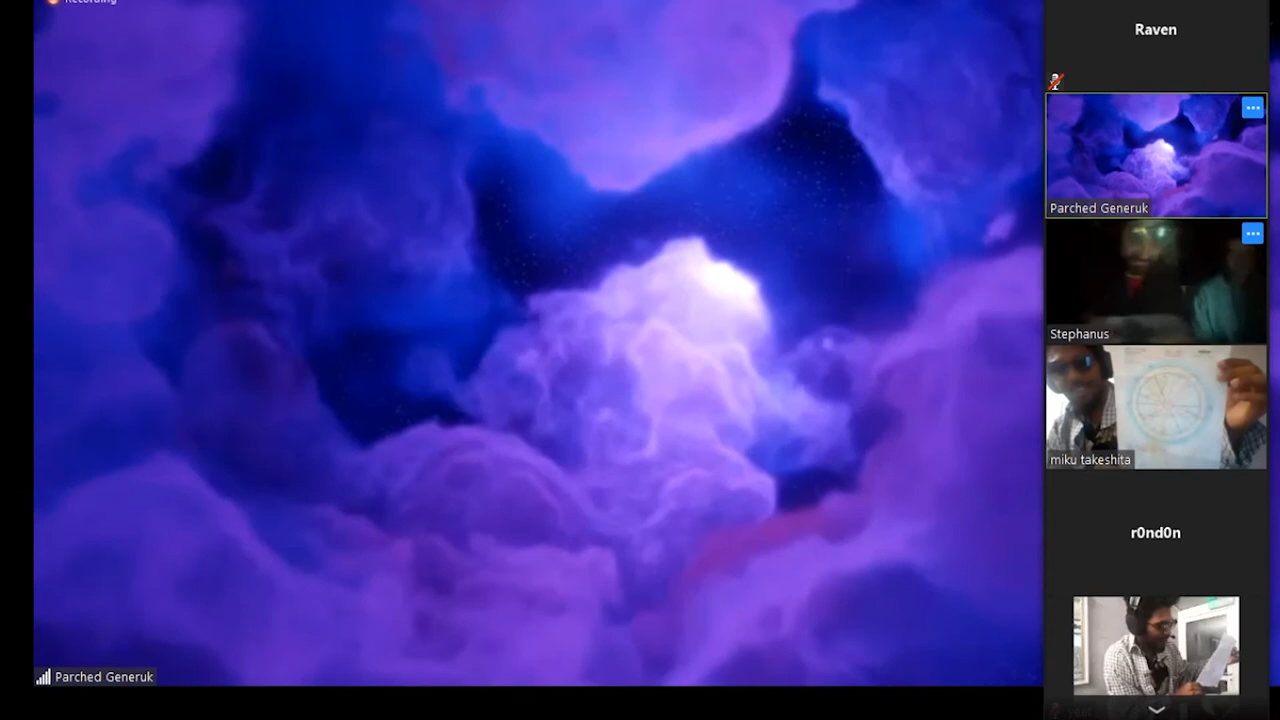 Recording
Raven
Parched Generuk
Stephanus
miku takeshita
r0nd0n
Parched Generuk